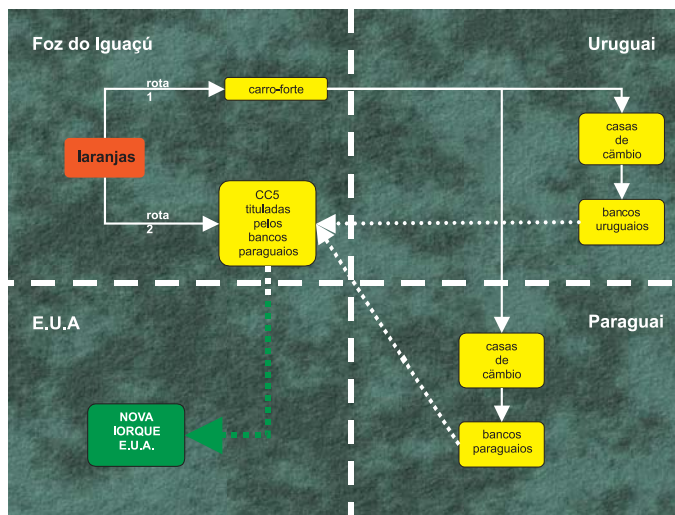 Foz do Iguaçú
Uruguai
rota
1
carro-forte
casas
de
câmbio
laranjas
CC5
tituladas
pelos
bancos
paraguaios
rota
2
bancos
uruguaios
E.U.A
Paraguai
casas
de
câmbio
NOVA
IORQUE
E.U.A.
bancos
paraguaios